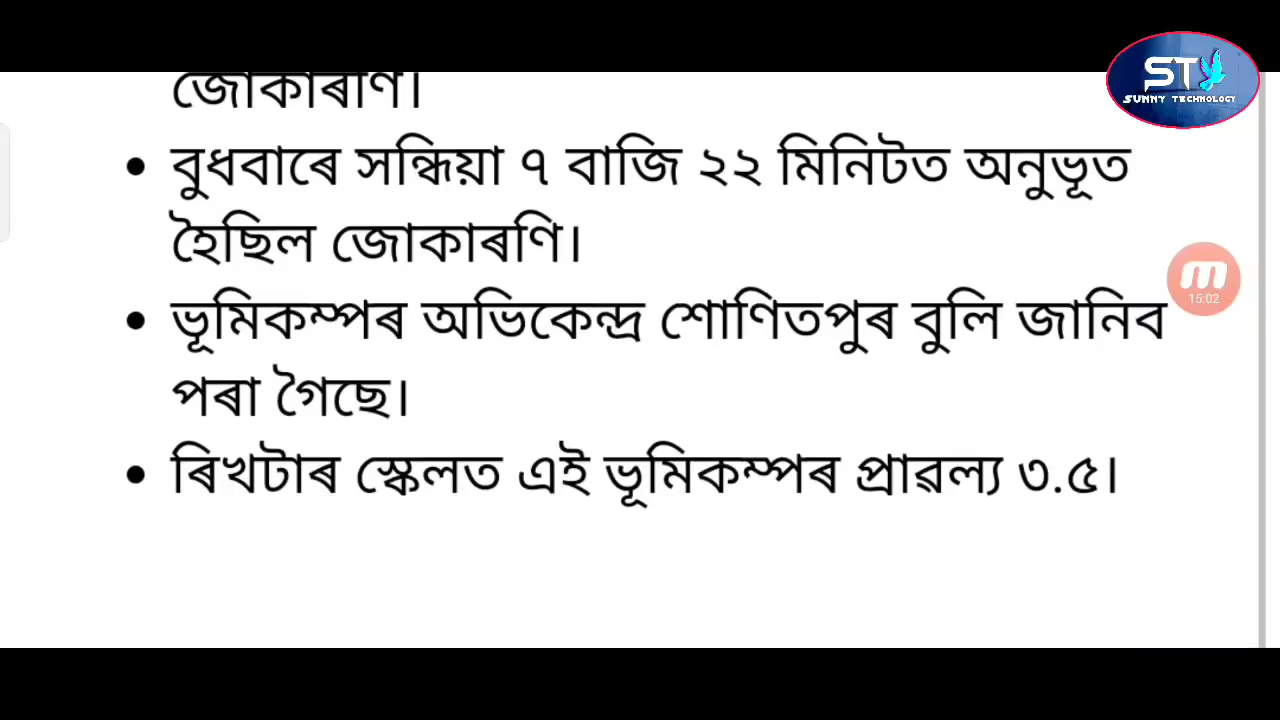 জোকাৰণি।
ST
SUNNY TECHNOLOGY
• বুধবাৰে সন্ধিয়া ৭ বাজি ২২ মিনিটত অনুভূত
হৈছিল জোকাৰণি।
15:02
• ভূমিকম্পৰ অভিকেন্দ্ৰ শোণিতপুৰ বুলি জানিব
পৰা গৈছে।
• ৰিখটাৰ স্কেলত এই ভূমিকম্পৰ প্ৰাৱল্য ৩.৫।